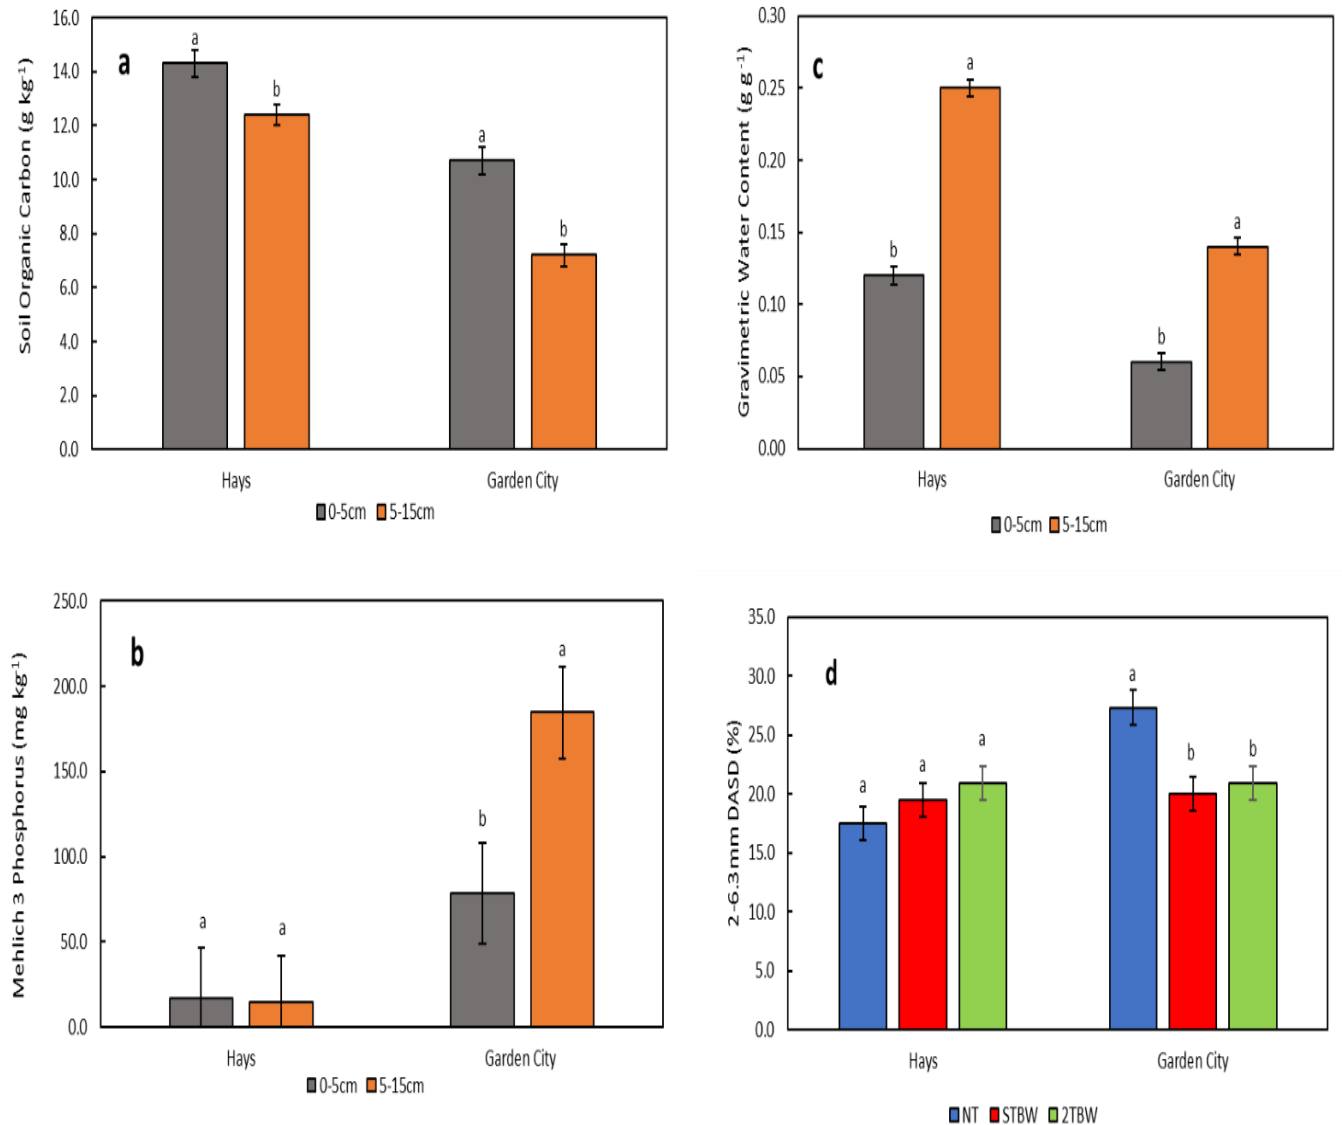 16.0
14.0
12.0
10.0
8.0
6.0
4.0
2.0
0.0
Soil Organic Carbon (g kg⁻¹)
a
a
b
a
b
Hays Garden City
0-5cm 5-15cm
0.30
0.25
0.20
0.15
0.10
0.05
0.00
Gravimetric Water Content (g g⁻¹)
c
b
a
b
a
Hays Garden City
0-5cm 5-15cm
250.0
200.0
150.0
100.0
50.0
0.0
Mehlich 3 Phosphorus (mg kg⁻¹)
b
a
a
b
a
Hays Garden City
0-5cm 5-15cm
35.0
30.0
25.0
20.0
15.0
10.0
5.0
0.0
2-6.3mm DASD (%)
d
a
a
a
a
b
b
Hays Garden City
NT STBW 2TBW